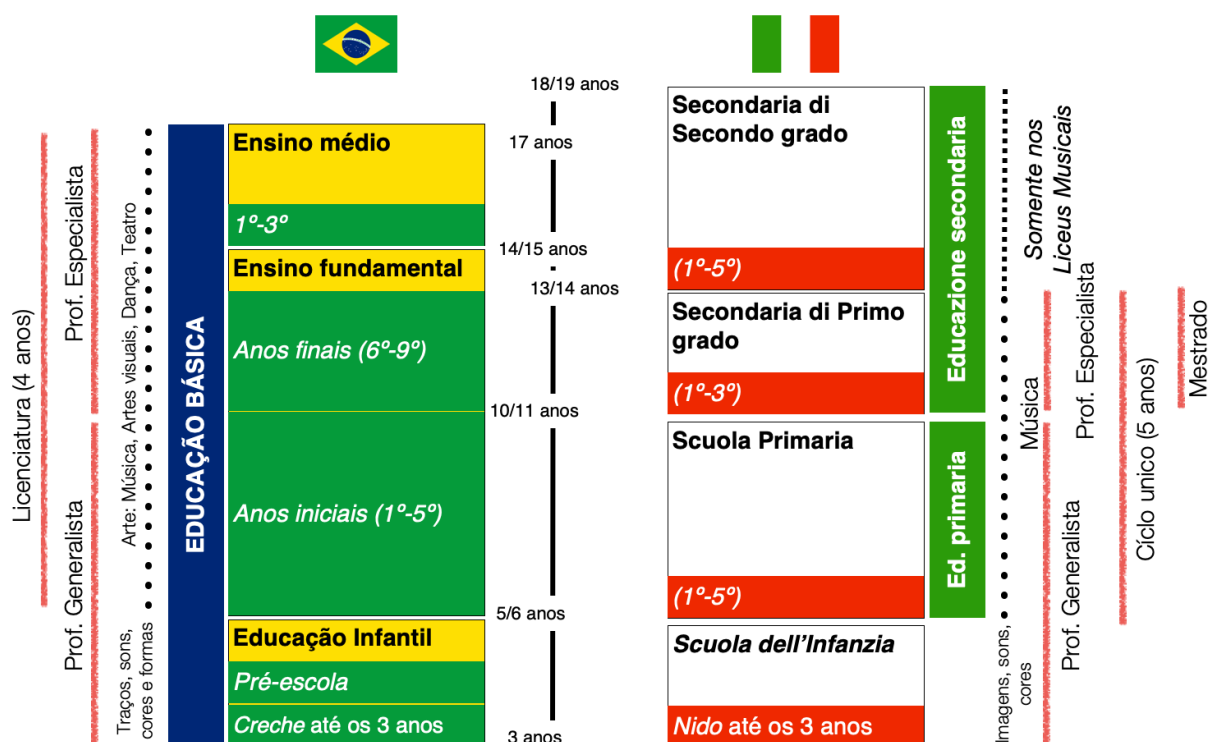 Licenciatura (4 anos)
Prof. Especialista
Prof. Generalista
Arte: Música, Artes visuais, Dança, Teatro
Traços, sons,
cores e formas
EDUCAÇÃO BÁSICA
Ensino médio
1º-3º
Ensino fundamental
Anos finais (6º-9º)
Anos iniciais (1º-5º)
Educação Infantil
Pré-escola
Creche até os 3 anos
18/19 anos
17 anos
14/15 anos
13/14 anos
10/11 anos
5/6 anos
3 anos
Secondaria di
Secondo grado
(1º-5º)
Secondaria di Primo
grado
(1º-3º)
Scuola Primaria
(1º-5º)
Scuola dell'Infanzia
Nido até os 3 anos
Educazione secundaria
Ed. primaria
Somente nos
Liceus Musicais
Música
Imagens, sons,
cores
Prof. Especialista
Prof. Generalista
Cíclo unico (5 anos)
Mestrado